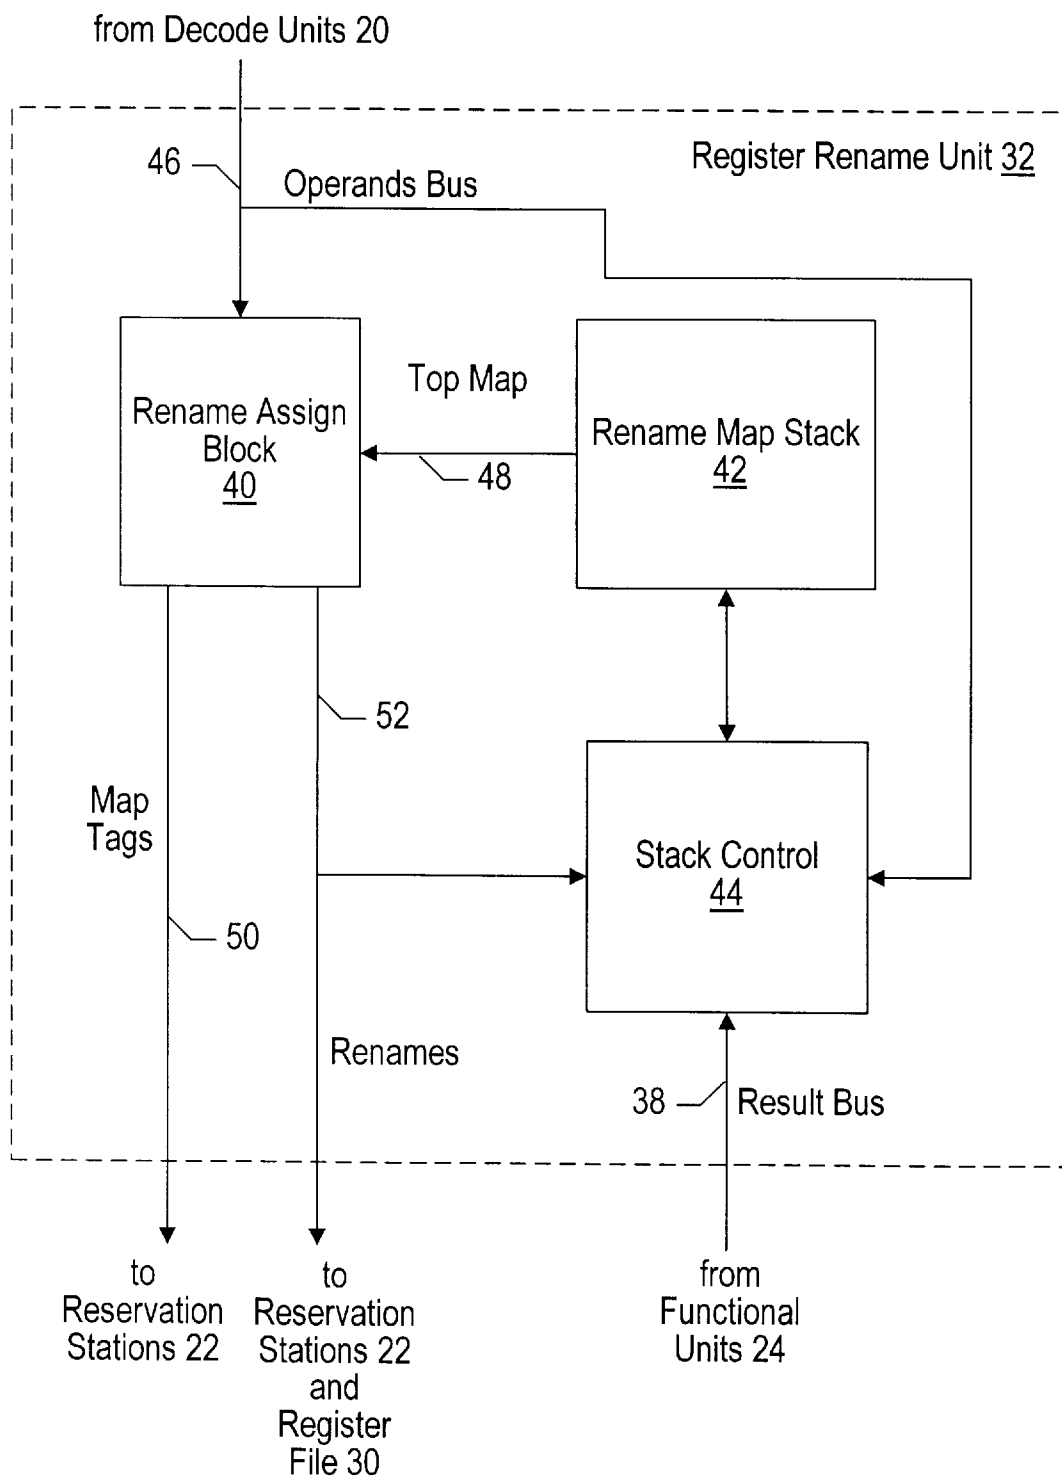 from Decode Units 20
Register Rename Unit 32
46
Operands Bus
Top Map
Rename Assign
Block
40
Rename Map Stack
42
48
52
Map
Tags
Stack Control
44
50
Renames
38
Result Bus
to
Reservation
Stations 22
to
Reservation
Stations 22
and
Register
File 30
from
Functional
Units 24